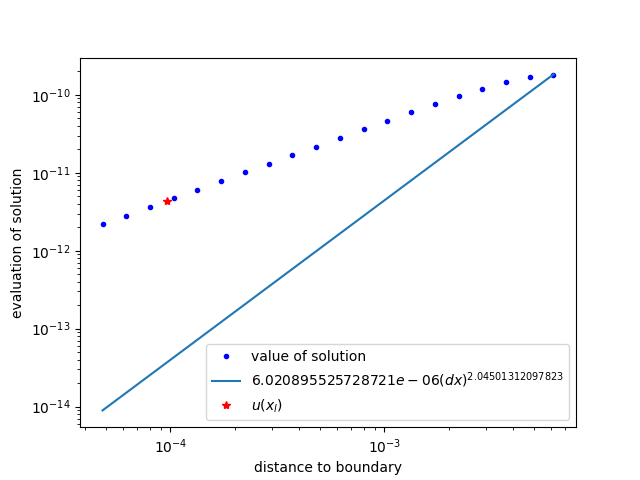 evaluation of solution
10⁻¹⁰
10⁻¹¹
10⁻¹²
10⁻¹³
10⁻¹⁴
value of solution
6.020895525728721e − 06(dx)²·⁰⁴⁵⁰¹³¹²⁰⁹⁷⁸²³
u(x_I)
10⁻⁴
10⁻³
distance to boundary